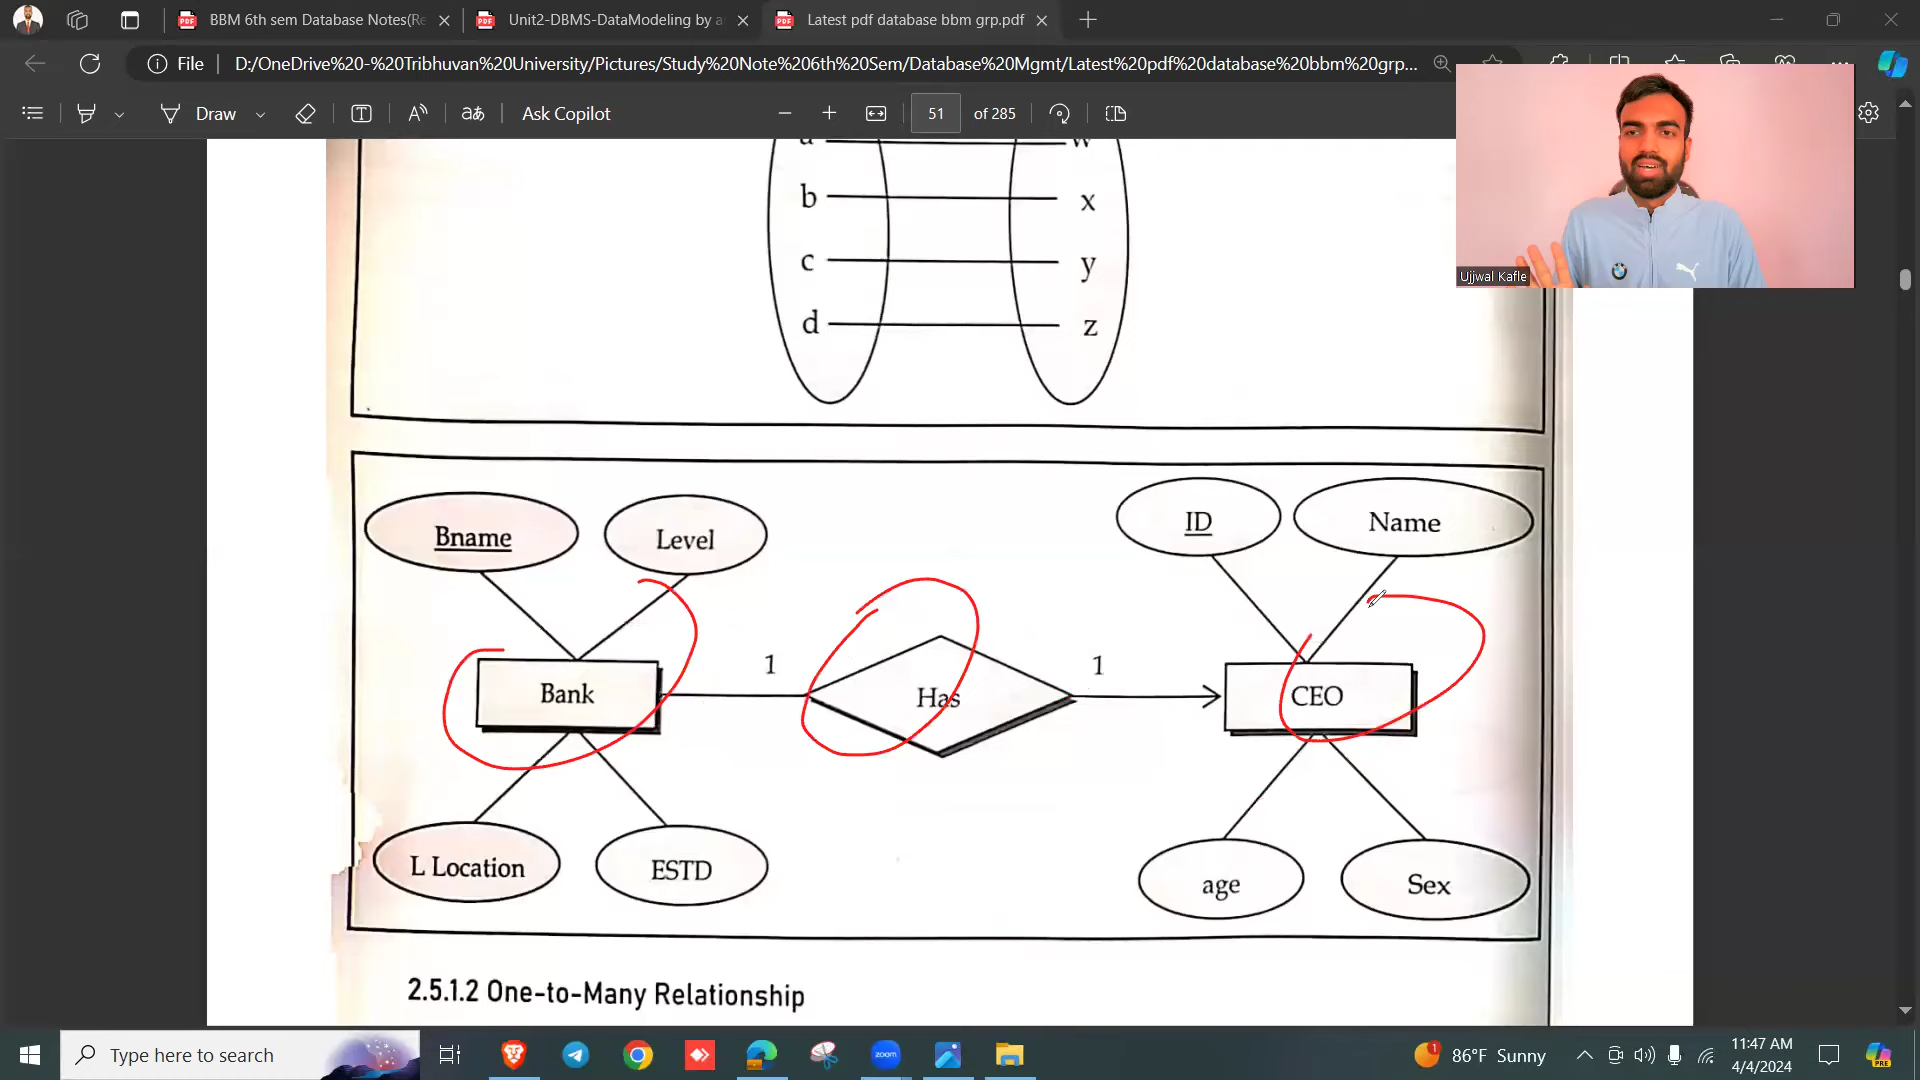 BBM 6th sem Database Notes(Re
Unit2-DBMS-DataModeling by a
Latest pdf database bbm grp.pdf
File
D:/OneDrive%20-%20Tribhuvan%20University/Pictures/Study%20Note%206th%20Sem/Database%20Mgmt/Latest%20pdf%20database%20bbm%20grp...
Draw
Ask Copilot
51 of 285
Ujjwal Kafle
b x
c y
d z
Bname Level ID Name
Bank 1 Has 1 CEO
L Location ESTD age Sex
2.5.1.2 One-to-Many Relationship
Type here to search
zoom
1
86°F Sunny
11:47 AM
4/4/2024
PRE